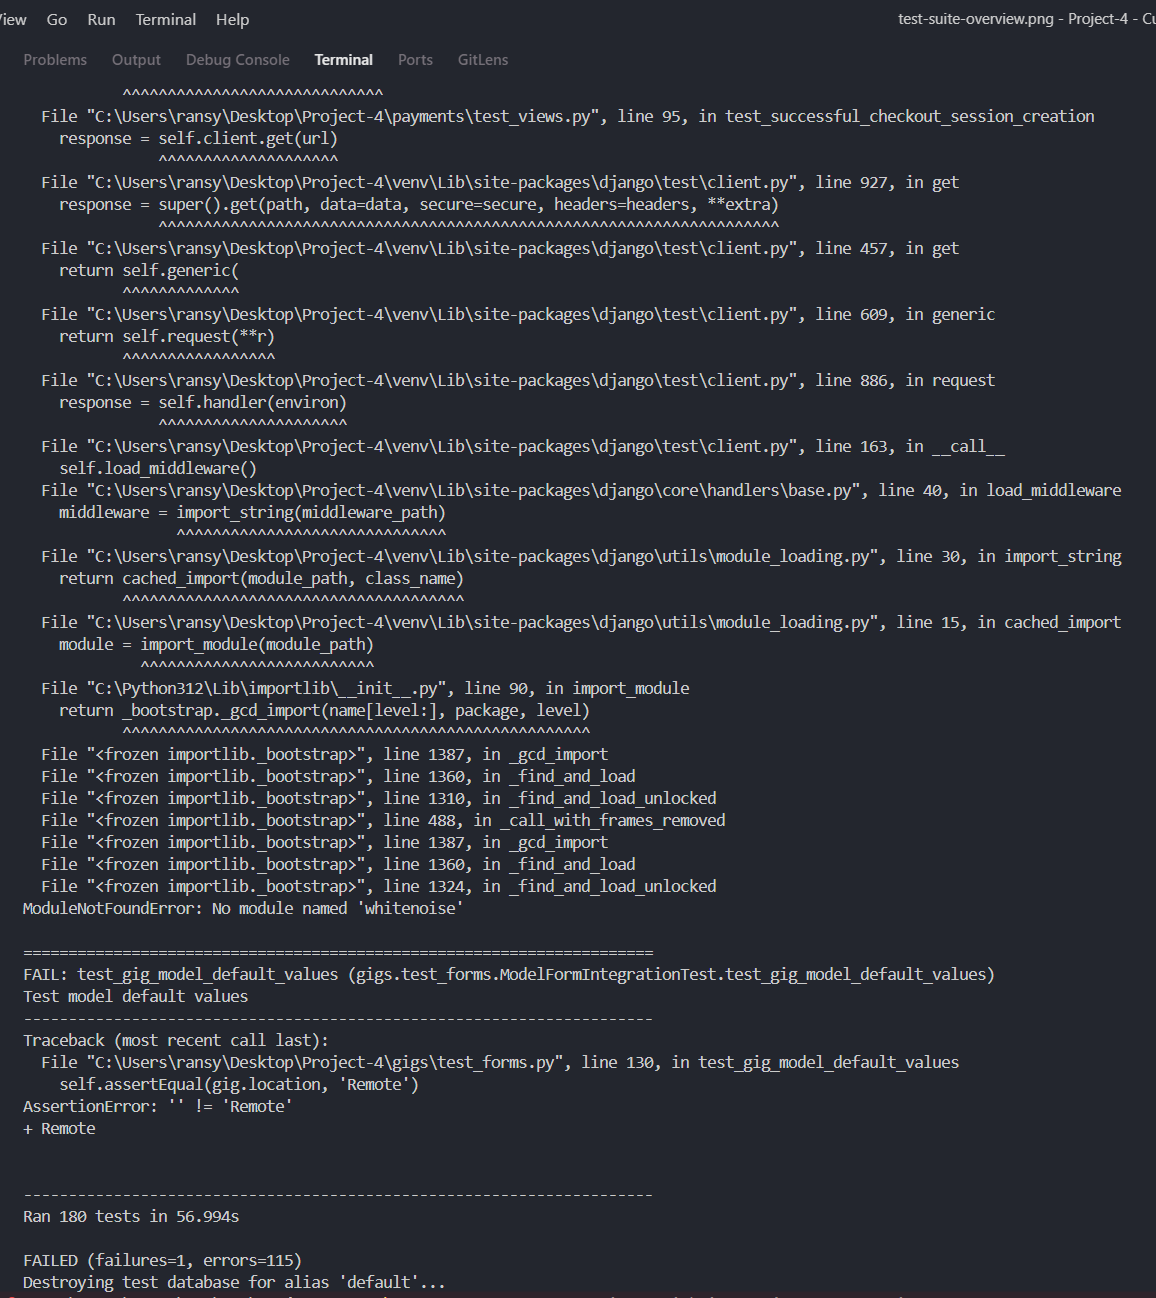 View Go Run Terminal Help test-suite-overview.png - Project-4 - Cu
Problems Output Debug Console Terminal Ports GitLens
^^^^^^^^^^^^^^^^^^^^^^^^^^^^^
File "C:\Users\ransy\Desktop\Project-4\payments\test_views.py", line 95, in test_successful_checkout_session_creation
response = self.client.get(url)
^^^^^^^^^^^^^^^^^^^^
File "C:\Users\ransy\Desktop\Project-4\venv\Lib\site-packages\django\test\client.py", line 927, in get
response = super().get(path, data=data, secure=secure, headers=headers, **extra)
^^^^^^^^^^^^^^^^^^^^^^^^^^^^^^^^^^^^^^^^^^^^^^^^^^^^^^^^^^^^^^^^^^^^^
File "C:\Users\ransy\Desktop\Project-4\venv\Lib\site-packages\django\test\client.py", line 457, in get
return self.generic(
^^^^^^^^^^^^^
File "C:\Users\ransy\Desktop\Project-4\venv\Lib\site-packages\django\test\client.py", line 609, in generic
return self.request(**r)
^^^^^^^^^^^^^^^^^
File "C:\Users\ransy\Desktop\Project-4\venv\Lib\site-packages\django\test\client.py", line 886, in request
response = self.handler(environ)
^^^^^^^^^^^^^^^^^^^^^
File "C:\Users\ransy\Desktop\Project-4\venv\Lib\site-packages\django\test\client.py", line 163, in __call__
self.load_middleware()
File "C:\Users\ransy\Desktop\Project-4\venv\Lib\site-packages\django\core\handlers\base.py", line 40, in load_middleware
middleware = import_string(middleware_path)
^^^^^^^^^^^^^^^^^^^^^^^^^^^^^^
File "C:\Users\ransy\Desktop\Project-4\venv\Lib\site-packages\django\utils\module_loading.py", line 30, in import_string
return cached_import(module_path, class_name)
^^^^^^^^^^^^^^^^^^^^^^^^^^^^^^^^^^^^^^
File "C:\Users\ransy\Desktop\Project-4\venv\Lib\site-packages\django\utils\module_loading.py", line 15, in cached_import
module = import_module(module_path)
^^^^^^^^^^^^^^^^^^^^^^^^^^
File "C:\Python312\Lib\importlib\__init__.py", line 90, in import_module
return _bootstrap._gcd_import(name[level:], package, level)
^^^^^^^^^^^^^^^^^^^^^^^^^^^^^^^^^^^^^^^^^^^^^^^^^^^^
File "<frozen importlib._bootstrap>", line 1387, in _gcd_import
File "<frozen importlib._bootstrap>", line 1360, in _find_and_load
File "<frozen importlib._bootstrap>", line 1310, in _find_and_load_unlocked
File "<frozen importlib._bootstrap>", line 488, in _call_with_frames_removed
File "<frozen importlib._bootstrap>", line 1387, in _gcd_import
File "<frozen importlib._bootstrap>", line 1360, in _find_and_load
File "<frozen importlib._bootstrap>", line 1324, in _find_and_load_unlocked
ModuleNotFoundError: No module named 'whitenoise'
======================================================================
FAIL: test_gig_model_default_values (gigs.test_forms.ModelFormIntegrationTest.test_gig_model_default_values)
Test model default values
----------------------------------------------------------------------
Traceback (most recent call last):
File "C:\Users\ransy\Desktop\Project-4\gigs\test_forms.py", line 130, in test_gig_model_default_values
self.assertEqual(gig.location, 'Remote')
AssertionError: '' != 'Remote'
+ Remote
----------------------------------------------------------------------
Ran 180 tests in 56.994s
FAILED (failures=1, errors=115)
Destroying test database for alias 'default'...